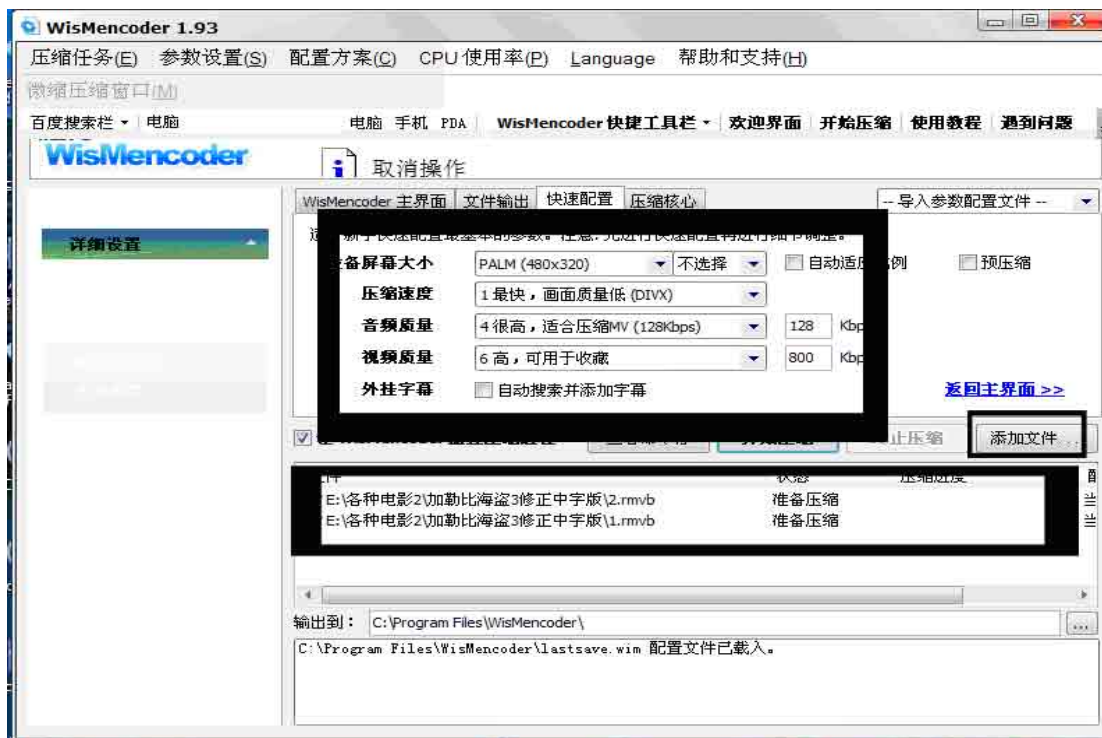 WisMencoder 1.93
压缩任务(E) 参数设置(S) 配置方案(C) CPU使用率(P) Language 帮助和支持(H)
微缩压缩窗口(M)
百度搜索栏 电脑 电脑 手机 PDA WisMencoder快捷工具栏 欢迎界面 开始压缩 使用教程 遇到问题
WisMencoder
取消操作
WisMencoder 主界面 文件输出 快速配置 压缩核心 -- 导入参数配置文件 --
详细设置
备屏幕大小 PALM (480x320) 不选择 自动适应 例 预压缩
压缩速度 1最快，画面质量低 (DIVX)
音频质量 4很高，适合压缩MV (128Kbps) 128 Kbp
视频质量 6高，可用于收藏 800 Kbp
外挂字幕 自动搜索并添加字幕
返回主界面 >>
止压缩 添加文件 ...
E:\各种电影2\加勒比海盗3修正中字版\2.rmvb 准备压缩
E:\各种电影2\加勒比海盗3修正中字版\1.rmvb 准备压缩
输出到： C:\Program Files\WisMencoder\ ...
C:\Program Files\WisMencoder\lastsave.wim 配置文件已载入。